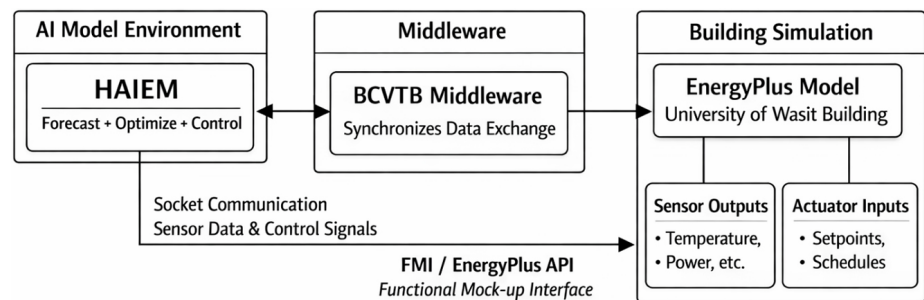 AI Model Environment
HAIEM
Forecast + Optimize + Control
Middleware
BCVTB Middleware
Synchronizes Data Exchange
Building Simulation
EnergyPlus Model
University of Wasit Building
Sensor Outputs
• Temperature,
• Power, etc.
Actuator Inputs
• Setpoints,
• Schedules
Socket Communication
Sensor Data & Control Signals
FMI / EnergyPlus API
Functional Mock-up Interface